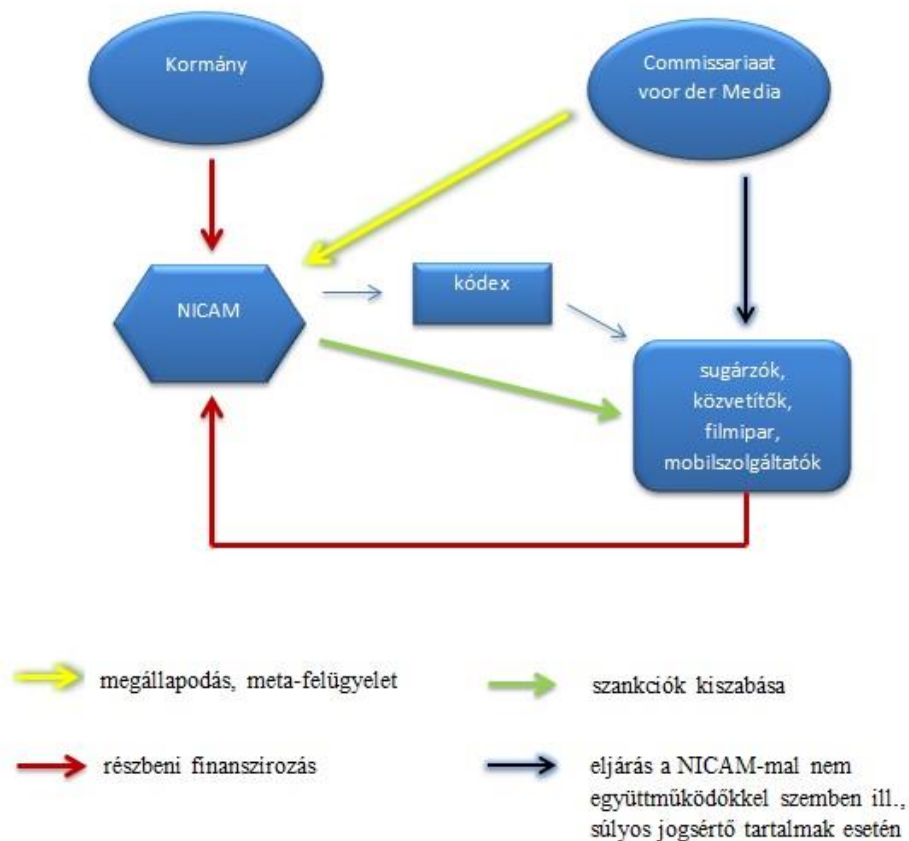 Kormány
Commissariaat
voor der Media
NICAM
kódex
sugárzók,
közvetítők,
filmipar,
mobilszolgáltatók
megállapodás, meta-felügyelet
szankciók kiszabása
részbeni finanszírozás
eljárás a NICAM-mal nem
együttműködőkkel szemben ill.,
súlyos jogsértő tartalmak esetén